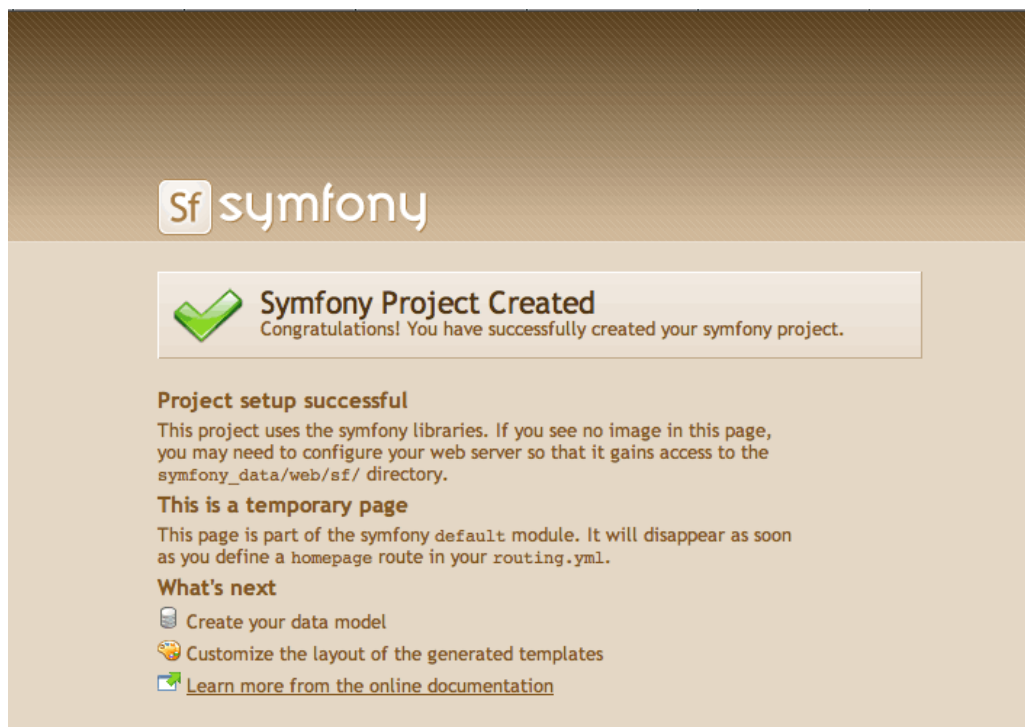 Sf symfony
Symfony Project Created
Congratulations! You have successfully created your symfony project.
Project setup successful
This project uses the symfony libraries. If you see no image in this page,
you may need to configure your web server so that it gains access to the
symfony_data/web/sf/ directory.
This is a temporary page
This page is part of the symfony default module. It will disappear as soon
as you define a homepage route in your routing.yml.
What's next
Create your data model
Customize the layout of the generated templates
Learn more from the online documentation